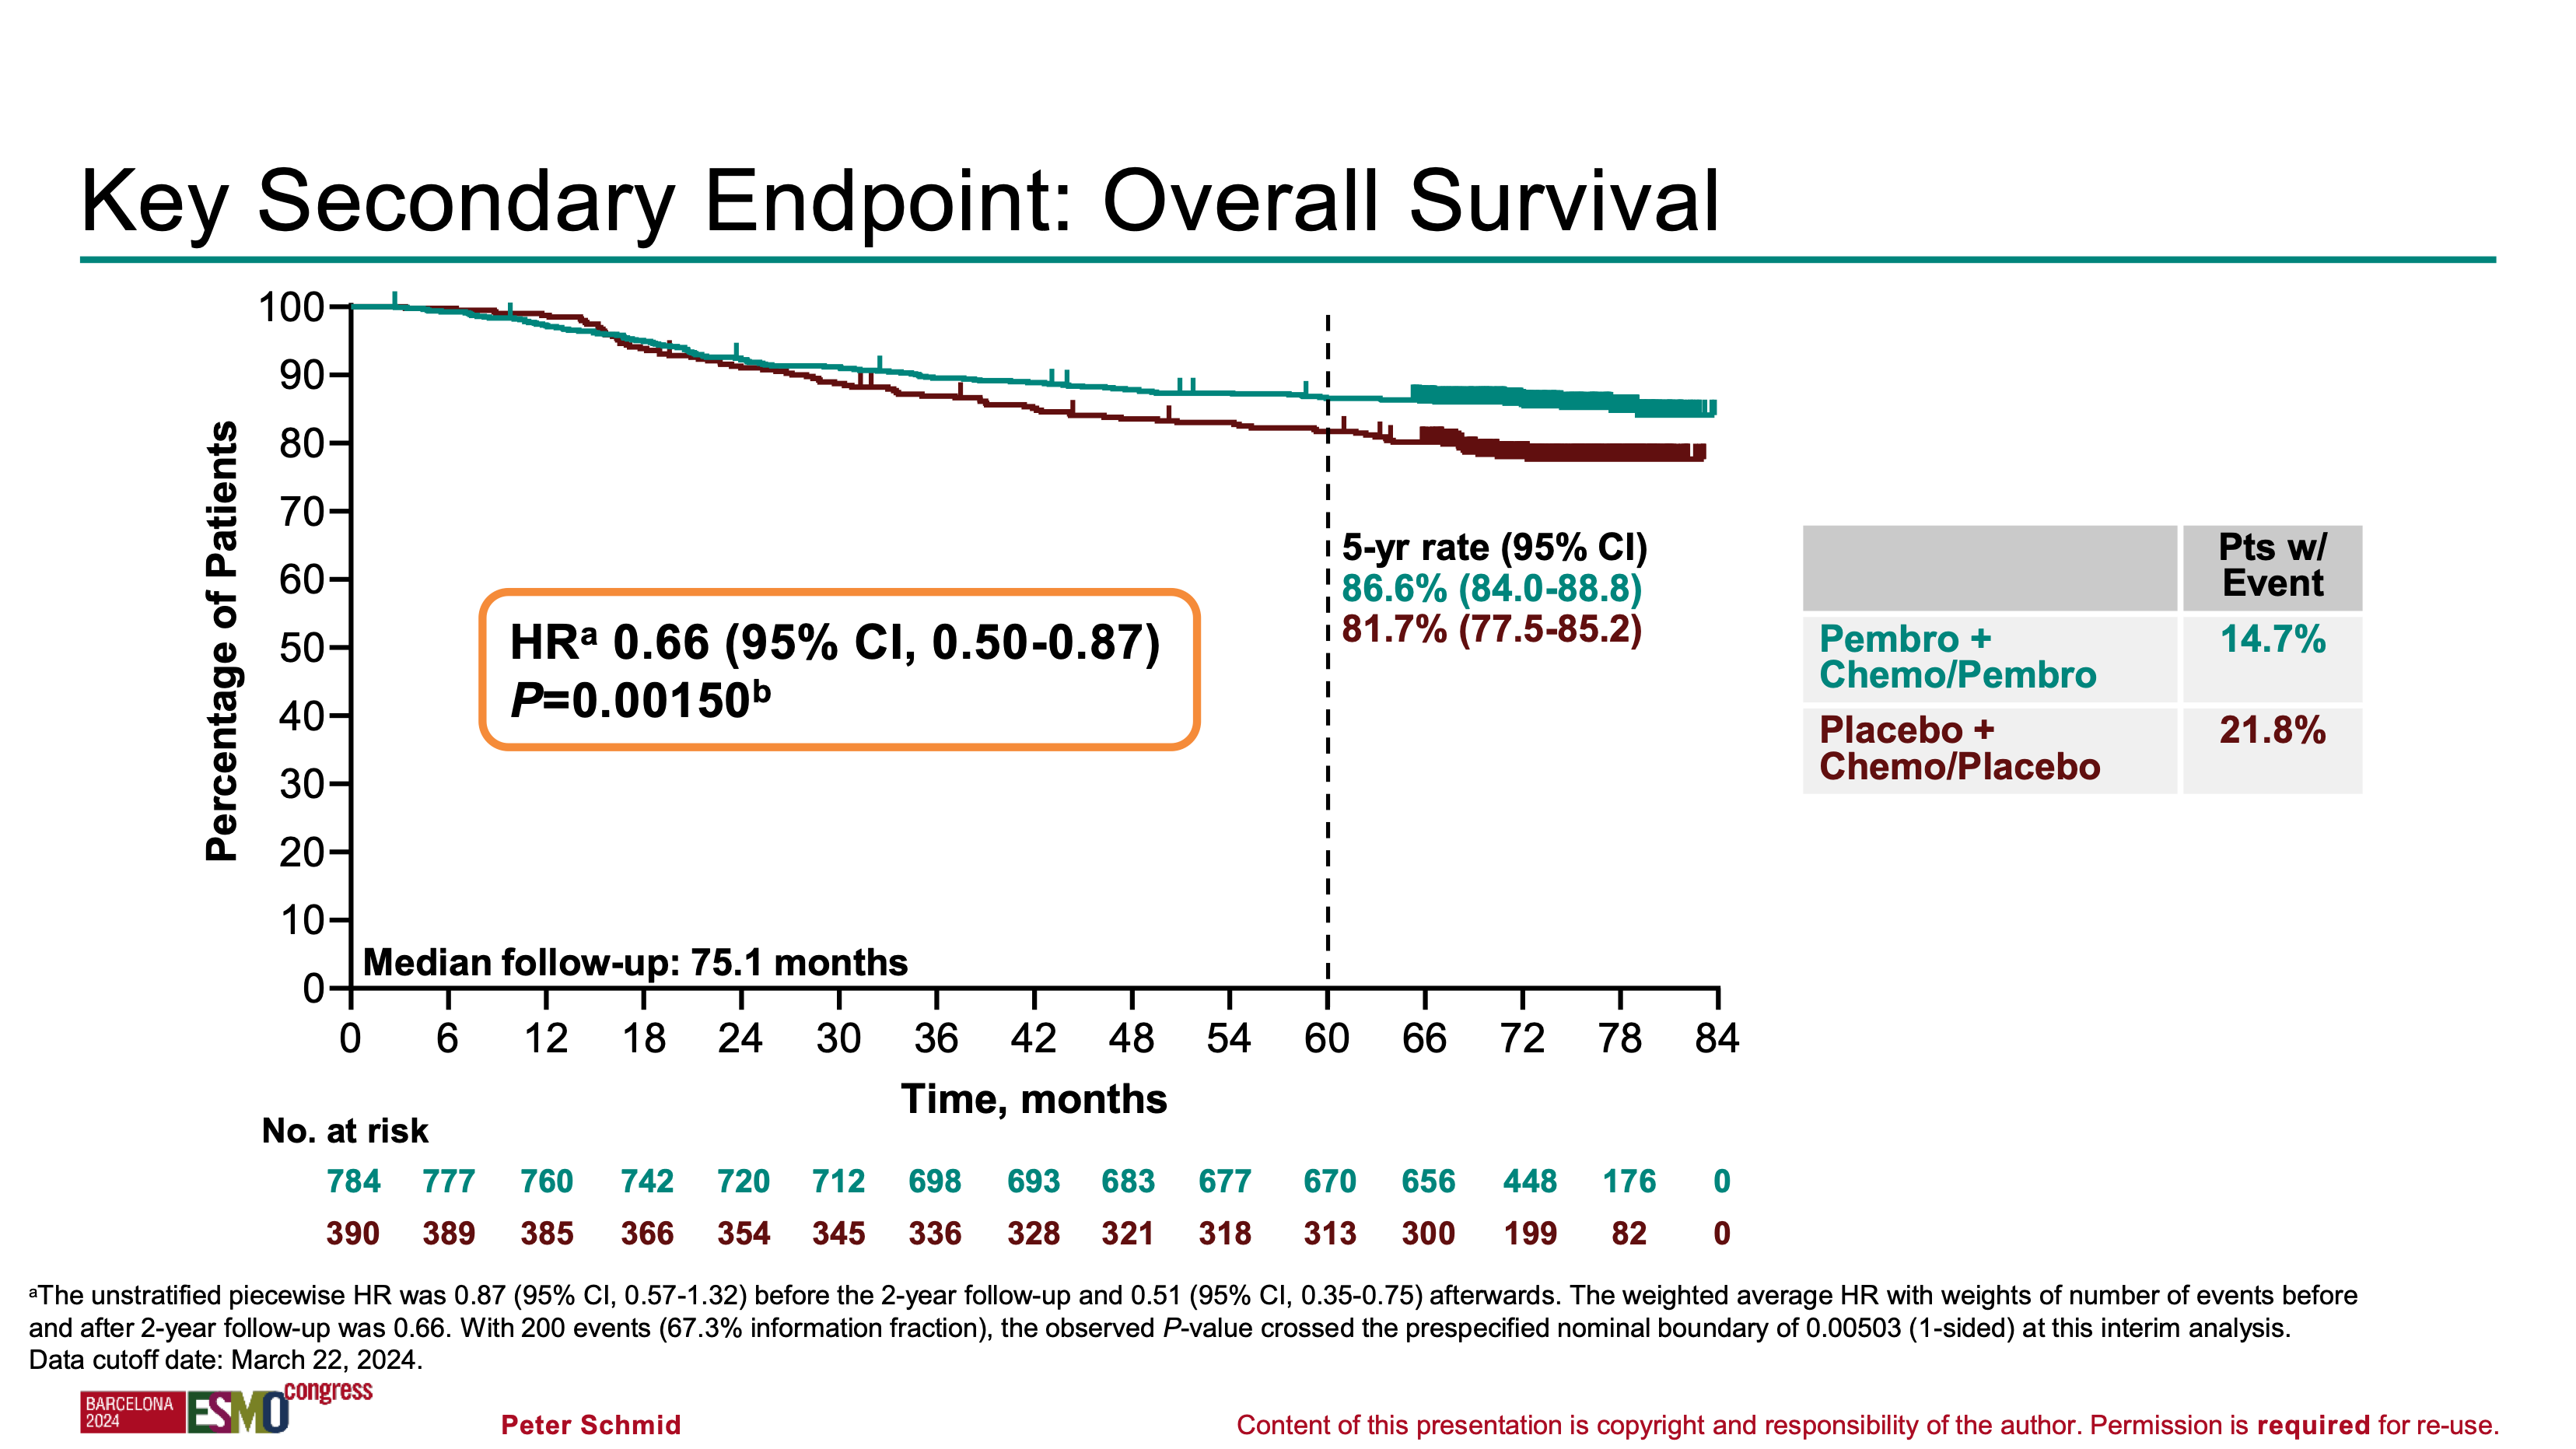 Key Secondary Endpoint: Overall Survival
100
90
80
70
60
50
40
30
20
10
0
Percentage of Patients
5-yr rate (95% CI)
86.6% (84.0-88.8)
81.7% (77.5-85.2)
HRᵃ 0.66 (95% CI, 0.50-0.87)
P=0.00150ᵇ
Pts w/
Event
Pembro +
Chemo/Pembro
14.7%
Placebo +
Chemo/Placebo
21.8%
Median follow-up: 75.1 months
0 6 12 18 24 30 36 42 48 54 60 66 72 78 84
Time, months
No. at risk
784 777 760 742 720 712 698 693 683 677 670 656 448 176 0
390 389 385 366 354 345 336 328 321 318 313 300 199 82 0
ᵃThe unstratified piecewise HR was 0.87 (95% CI, 0.57-1.32) before the 2-year follow-up and 0.51 (95% CI, 0.35-0.75) afterwards. The weighted average HR with weights of number of events before
and after 2-year follow-up was 0.66. With 200 events (67.3% information fraction), the observed P-value crossed the prespecified nominal boundary of 0.00503 (1-sided) at this interim analysis.
Data cutoff date: March 22, 2024.
BARCELONA
2024
ESMO congress
Peter Schmid
Content of this presentation is copyright and responsibility of the author. Permission is required for re-use.